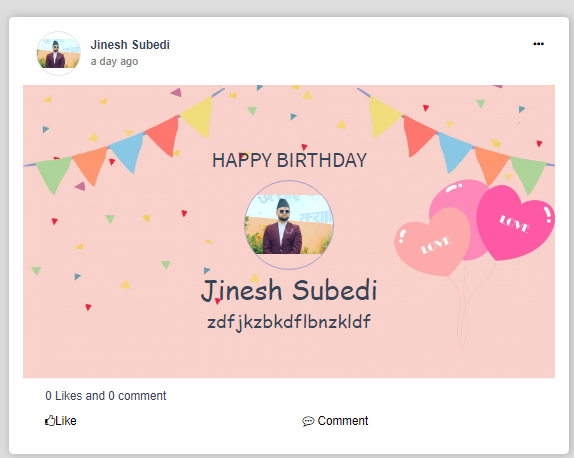 Jinesh Subedi
a day ago
HAPPY BIRTHDAY
Jinesh Subedi
zdfjkzbkdflbnzkldf
LOVE
LOVE
0 Likes and 0 comment
Like
Comment